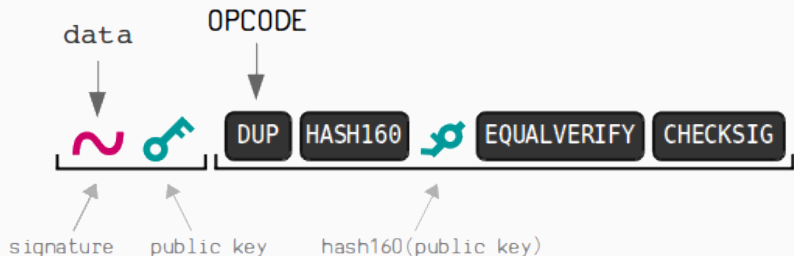 data
OPCODE
DUP HASH160 EQUALVERIFY CHECKSIG
signature public key hash160(public key)